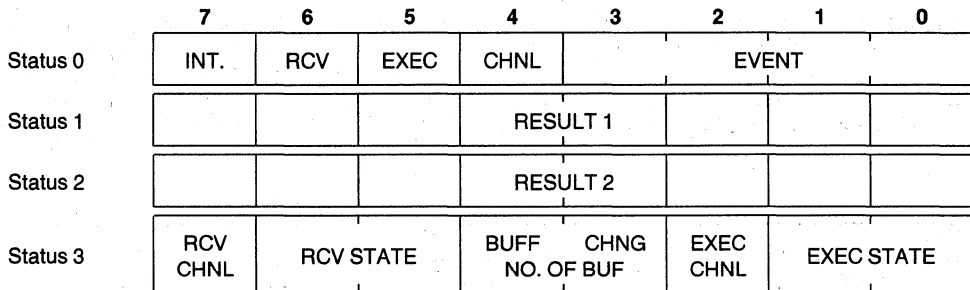 7 6 5 4 3 2 1 0
Status 0 INT. RCV EXEC CHNL EVENT
Status 1 RESULT 1
Status 2 RESULT 2
Status 3 RCV CHNL RCV STATE BUFF CHNG NO. OF BUF EXEC CHNL EXEC STATE